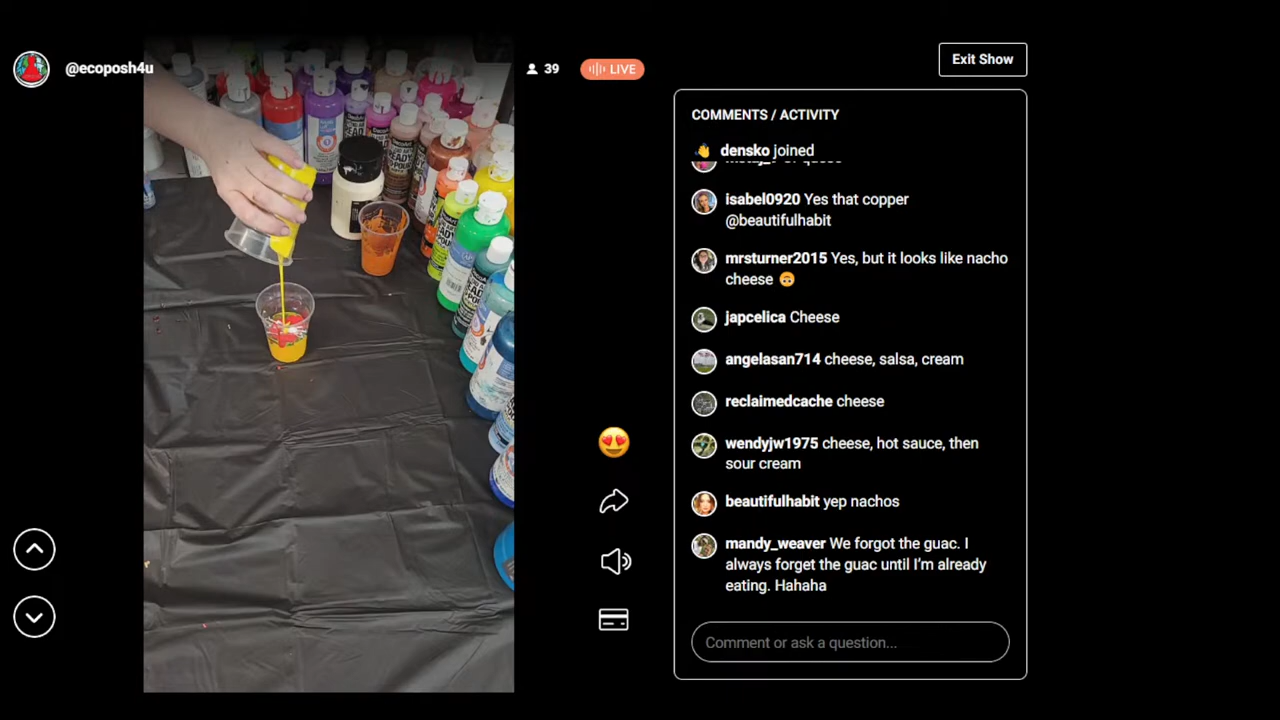 @ecoposh4u
39
LIVE
Exit Show
COMMENTS / ACTIVITY
densko joined
isabel0920 Yes that copper
@beautifulhabit
mrsturner2015 Yes, but it looks like nacho
cheese 🙃
japcelica Cheese
angelasan714 cheese, salsa, cream
reclaimedcache cheese
wendyjw1975 cheese, hot sauce, then
sour cream
beautifulhabit yep nachos
mandy_weaver We forgot the guac. I
always forget the guac until I'm already
eating. Hahaha
Comment or ask a question...